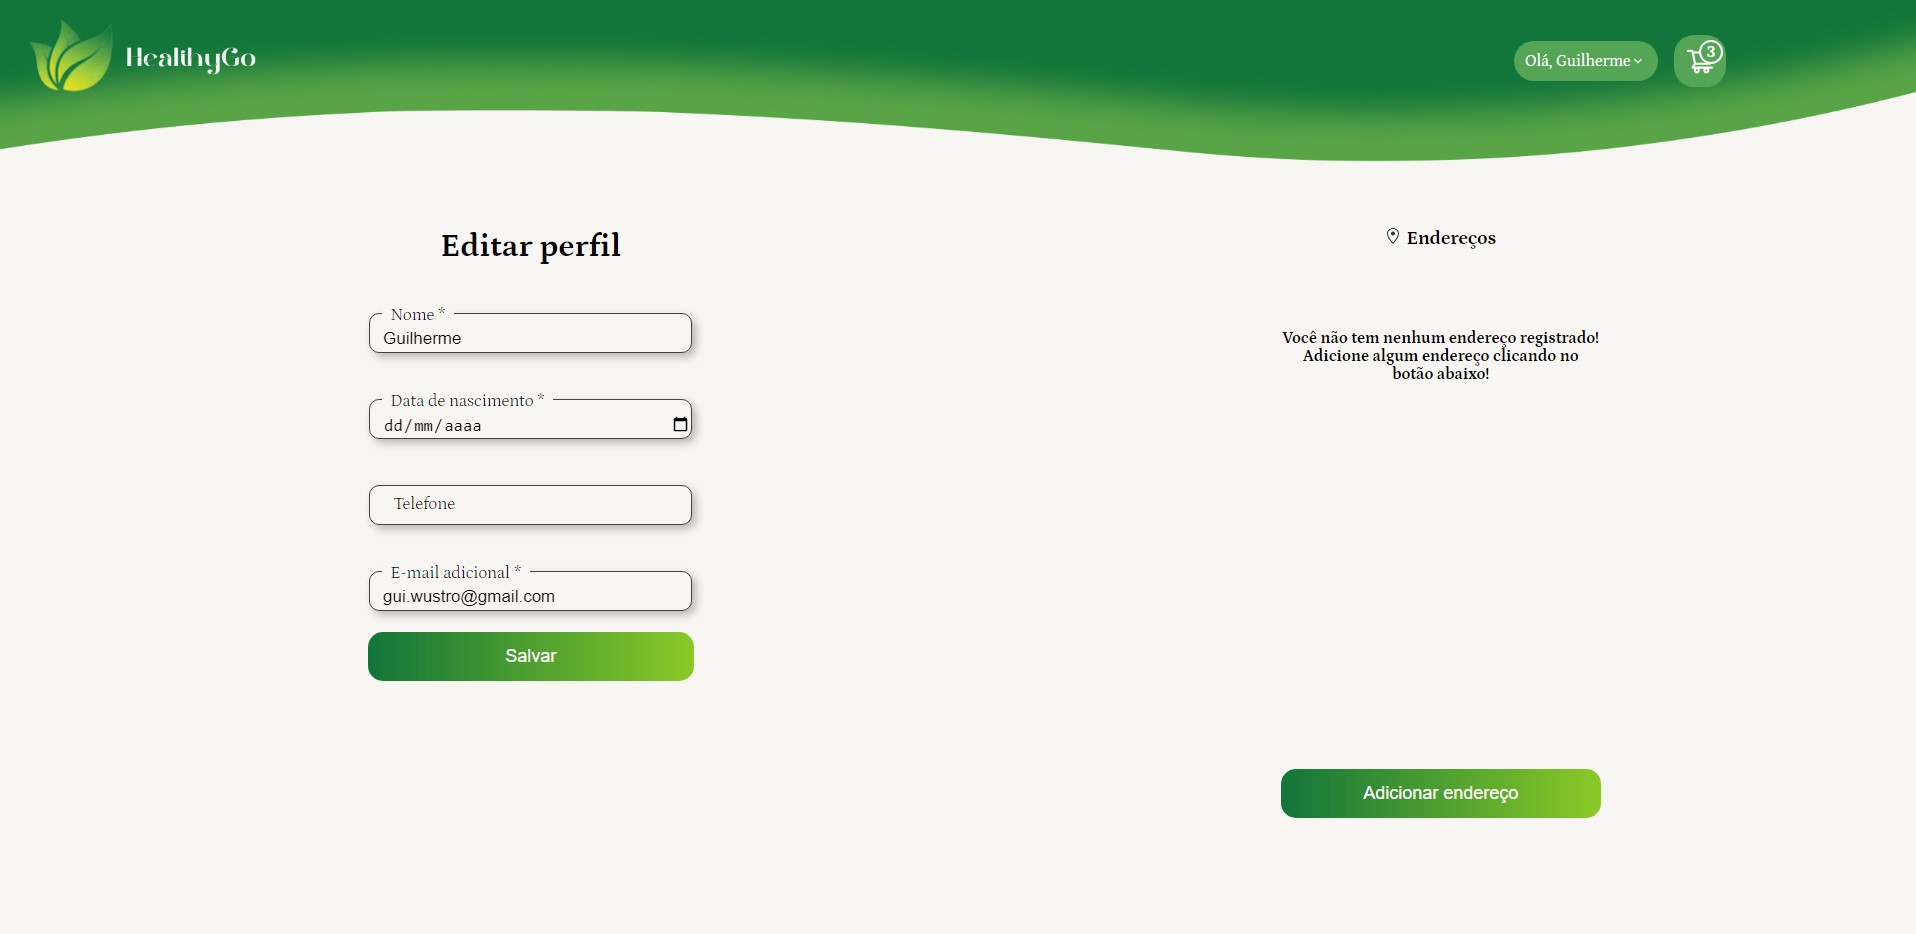 HealthyGo
Olá, Guilherme
3
Editar perfil
Nome *
Guilherme
Data de nascimento *
dd/mm/aaaa
Telefone
E-mail adicional *
gui.wustro@gmail.com
Salvar
Endereços
Você não tem nenhum endereço registrado!
Adicione algum endereço clicando no
botão abaixo!
Adicionar endereço